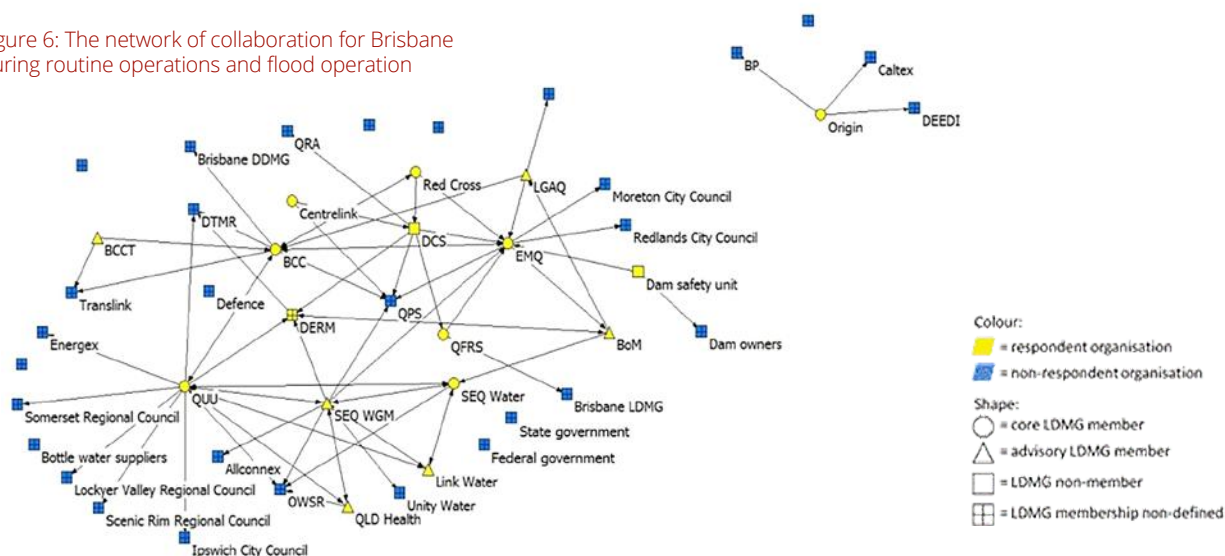 gure 6: The network of collaboration for Brisbane
uring routine operations and flood operation
BP
Caltex
Origin
DEEDI
QRA
Brisbane DDMG
Red Cross
LGAQ
Moreton City Council
Centrelink
DTMR
DCS
Redlands City Council
BCCT
BCC
EMQ
Dam safety unit
Translink
Defence
QPS
DERM
QFRS
BoM
Dam owners
Energex
QUU
SEQ WGM
SEQ Water
Brisbane LDMG
Somerset Regional Council
State government
Bottle water suppliers
Federal government
Allconnex
Link Water
Lockyer Valley Regional Council
OWSR
Unity Water
Scenic Rim Regional Council
QLD Health
Ipswich City Council
Colour:
= respondent organisation
= non-respondent organisation
Shape:
= core LDMG member
= advisory LDMG member
= LDMG non-member
= LDMG membership non-defined